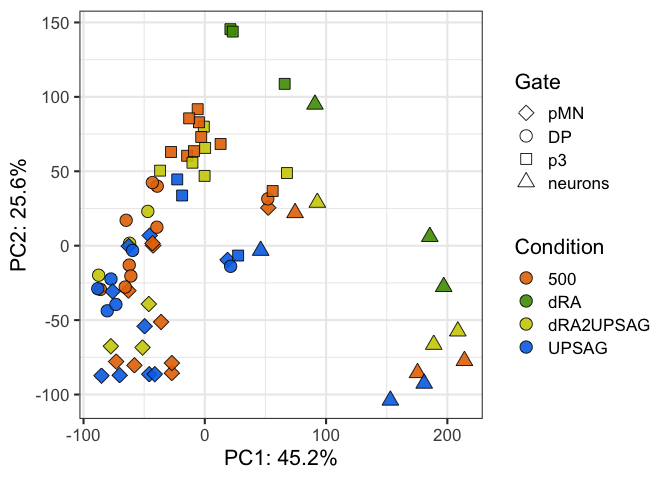 150
100
50
0
-50
-100
-100
0
100
200
PC1: 45.2%
PC2: 25.6%
Gate
pMN
DP
p3
neurons
Condition
500
dRA
dRA2UPSAG
UPSAG